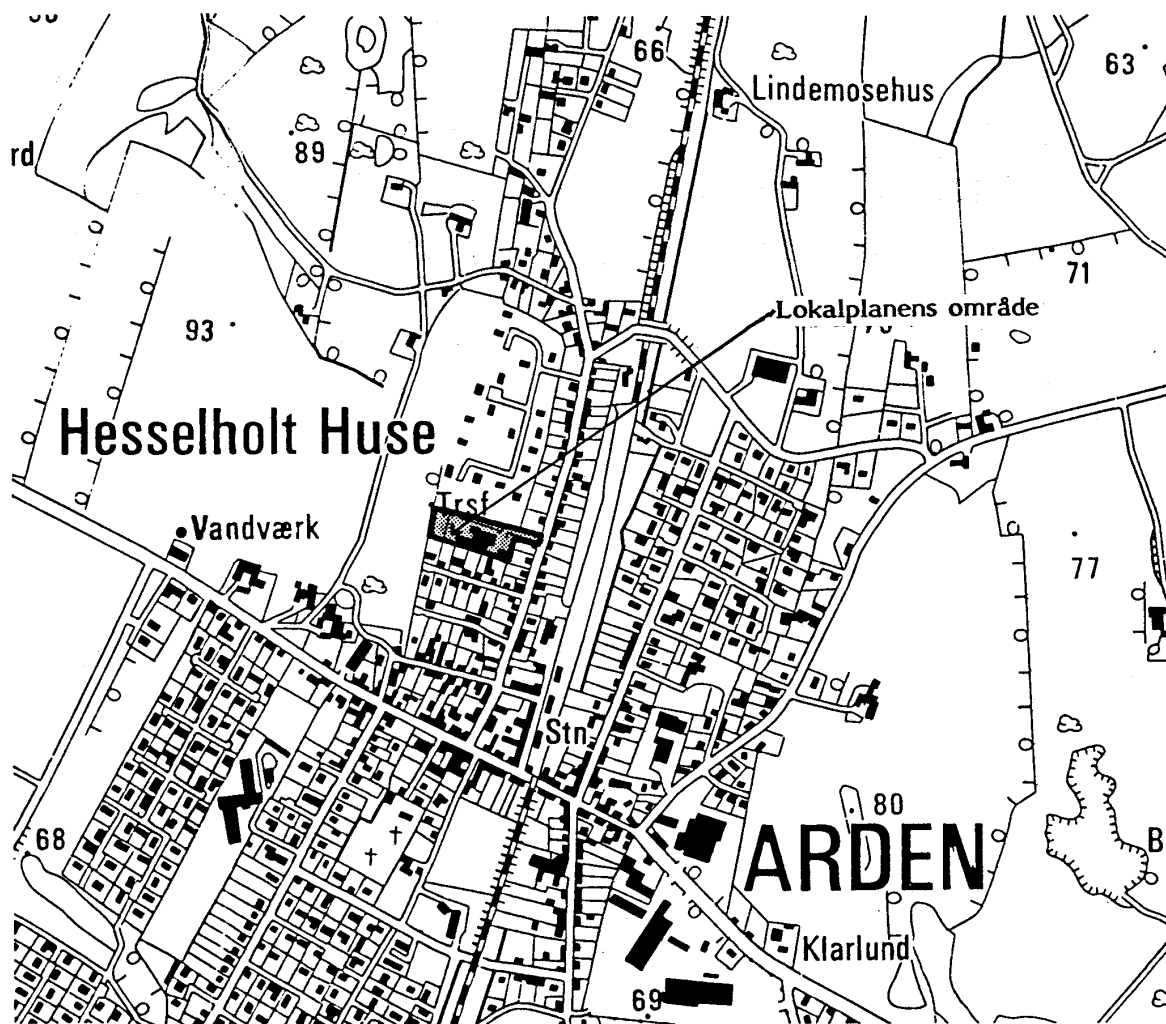 66
63
Lindemosehus
89
rd
71
Lokalplanens område
93
Hesselholt Huse
Trsf
Vandværk
77
Stn.
80
68
ARDEN
B
Klarlund
69